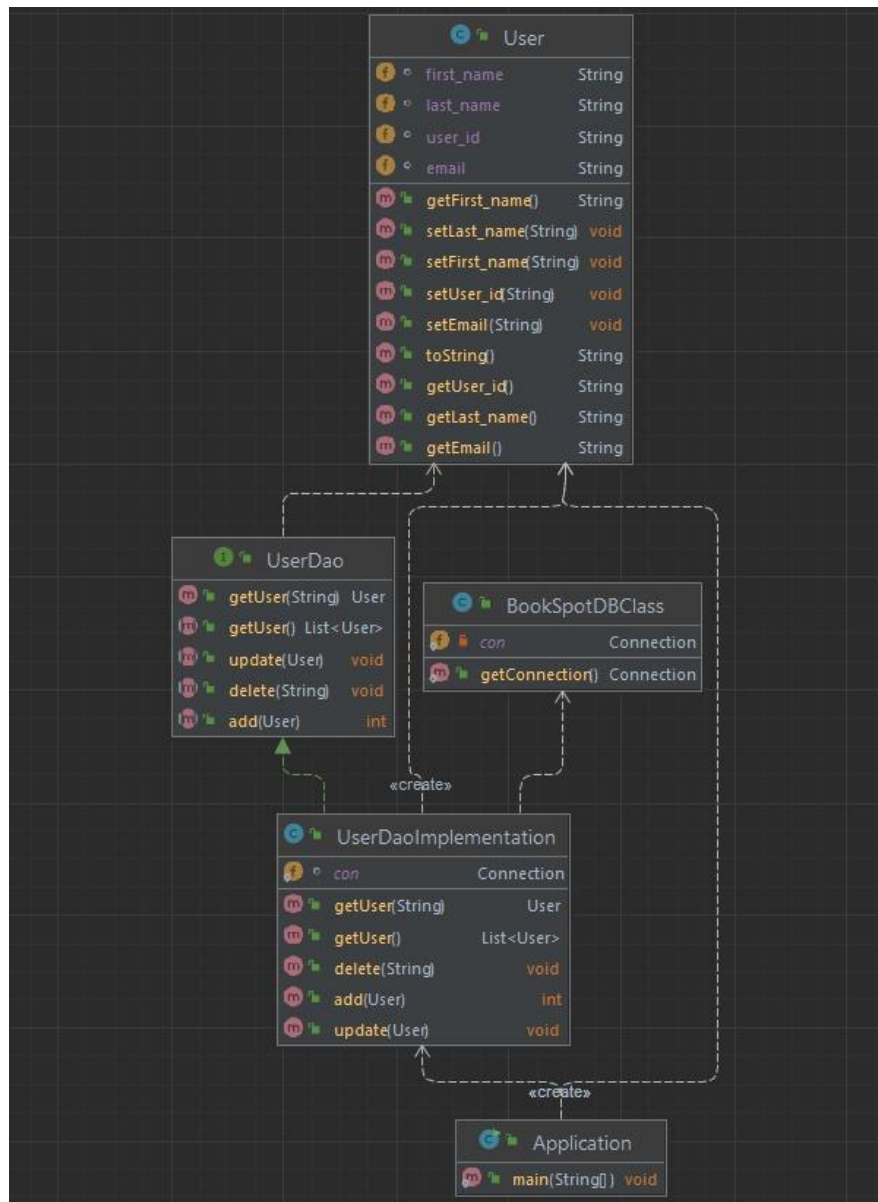 User
first_name String
last_name String
user_id String
email String
getFirst_name() String
setLast_name(String) void
setFirst_name(String) void
setUser_id(String) void
setEmail(String) void
toString() String
getUser_id() String
getLast_name() String
getEmail() String
UserDao
getUser(String) User
getUser() List<User>
update(User) void
delete(String) void
add(User) int
BookSpotDBClass
con Connection
getConnection() Connection
«create»
UserDaoImplementation
con Connection
getUser(String) User
getUser() List<User>
delete(String) void
add(User) int
update(User) void
«create»
Application
main(String[]) void